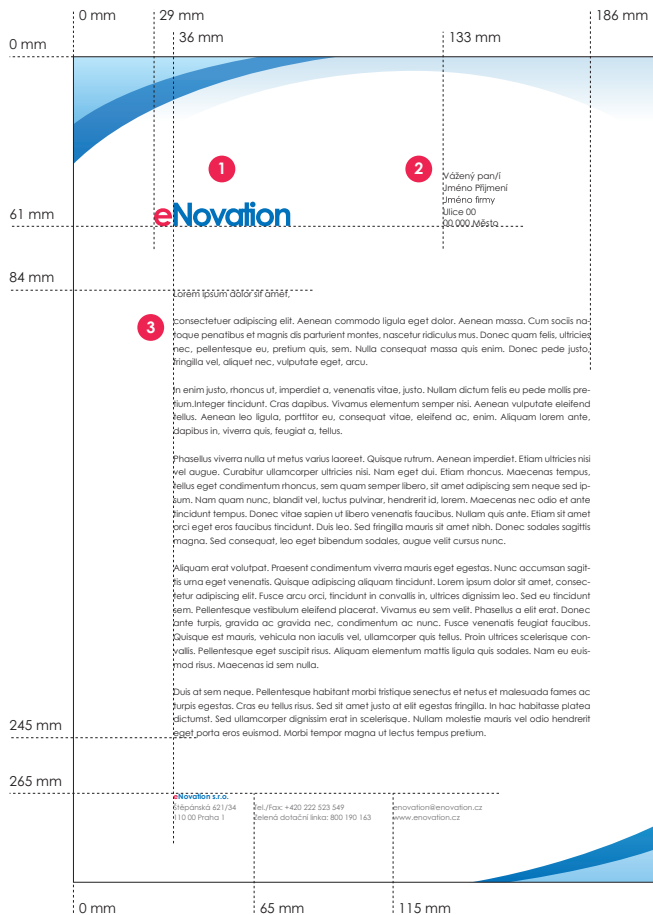 0 mm
29 mm
186 mm
36 mm
133 mm
0 mm
1
2
Vážený pan/í
Jméno Příjmení
Jméno firmy
Ulice 00
00 000 Město
61 mm
eNovation
84 mm
Lorem ipsum dolor sit amet,
3
consectetuer adipiscing elit. Aenean commodo ligula eget dolor. Aenean massa. Cum sociis na-
toque penatibus et magnis dis parturient montes, nascetur ridiculus mus. Donec quam felis, ultricies
nec, pellentesque eu, pretium quis, sem. Nulla consequat massa quis enim. Donec pede justo,
fringilla vel, aliquet nec, vulputate eget, arcu.
In enim justo, rhoncus ut, imperdiet a, venenatis vitae, justo. Nullam dictum felis eu pede mollis pre-
tium.Integer tincidunt. Cras dapibus. Vivamus elementum semper nisi. Aenean vulputate eleifend
tellus. Aenean leo ligula, porttitor eu, consequat vitae, eleifend ac, enim. Aliquam lorem ante,
dapibus in, viverra quis, feugiat a, tellus.
Phasellus viverra nulla ut metus varius laoreet. Quisque rutrum. Aenean imperdiet. Etiam ultricies nisi
vel augue. Curabitur ullamcorper ultricies nisi. Nam eget dui. Etiam rhoncus. Maecenas tempus,
tellus eget condimentum rhoncus, sem quam semper libero, sit amet adipiscing sem neque sed ip-
sum. Nam quam nunc, blandit vel, luctus pulvinar, hendrerit id, lorem. Maecenas nec odio et ante
tincidunt tempus. Donec vitae sapien ut libero venenatis faucibus. Nullam quis ante. Etiam sit amet
orci eget eros faucibus tincidunt. Duis leo. Sed fringilla mauris sit amet nibh. Donec sodales sagittis
magna. Sed consequat, leo eget bibendum sodales, augue velit cursus nunc.
Aliquam erat volutpat. Praesent condimentum viverra mauris eget egestas. Nunc accumsan sagit-
tis urna eget venenatis. Quisque adipiscing aliquam tincidunt. Lorem ipsum dolor sit amet, consec-
tetur adipiscing elit. Fusce arcu orci, tincidunt in convallis in, ultrices dignissim leo. Sed eu tincidunt
sem. Pellentesque vestibulum eleifend placerat. Vivamus eu sem velit. Phasellus a elit erat. Donec
ante turpis, gravida ac gravida nec, condimentum ac nunc. Fusce venenatis feugiat faucibus.
Quisque est mauris, vehicula non iaculis vel, ullamcorper quis tellus. Proin ultrices scelerisque con-
vallis. Pellentesque eget suscipit risus. Aliquam elementum mattis ligula quis sodales. Nam eu euis-
mod risus. Maecenas id sem nulla.
Duis at sem neque. Pellentesque habitant morbi tristique senectus et netus et malesuada fames ac
turpis egestas. Cras eu tellus risus. Sed sit amet justo at elit egestas fringilla. In hac habitasse platea
dictumst. Sed ullamcorper dignissim erat in scelerisque. Nullam molestie mauris vel odio hendrerit
eget porta eros euismod. Morbi tempor magna ut lectus tempus pretium.
245 mm
265 mm
eNovation s.r.o.
Štěpánská 621/34
110 00 Praha 1
Tel./Fax: +420 222 523 549
Zelená dotační linka: 800 190 163
enovation@enovation.cz
www.enovation.cz
0 mm
65 mm
115 mm